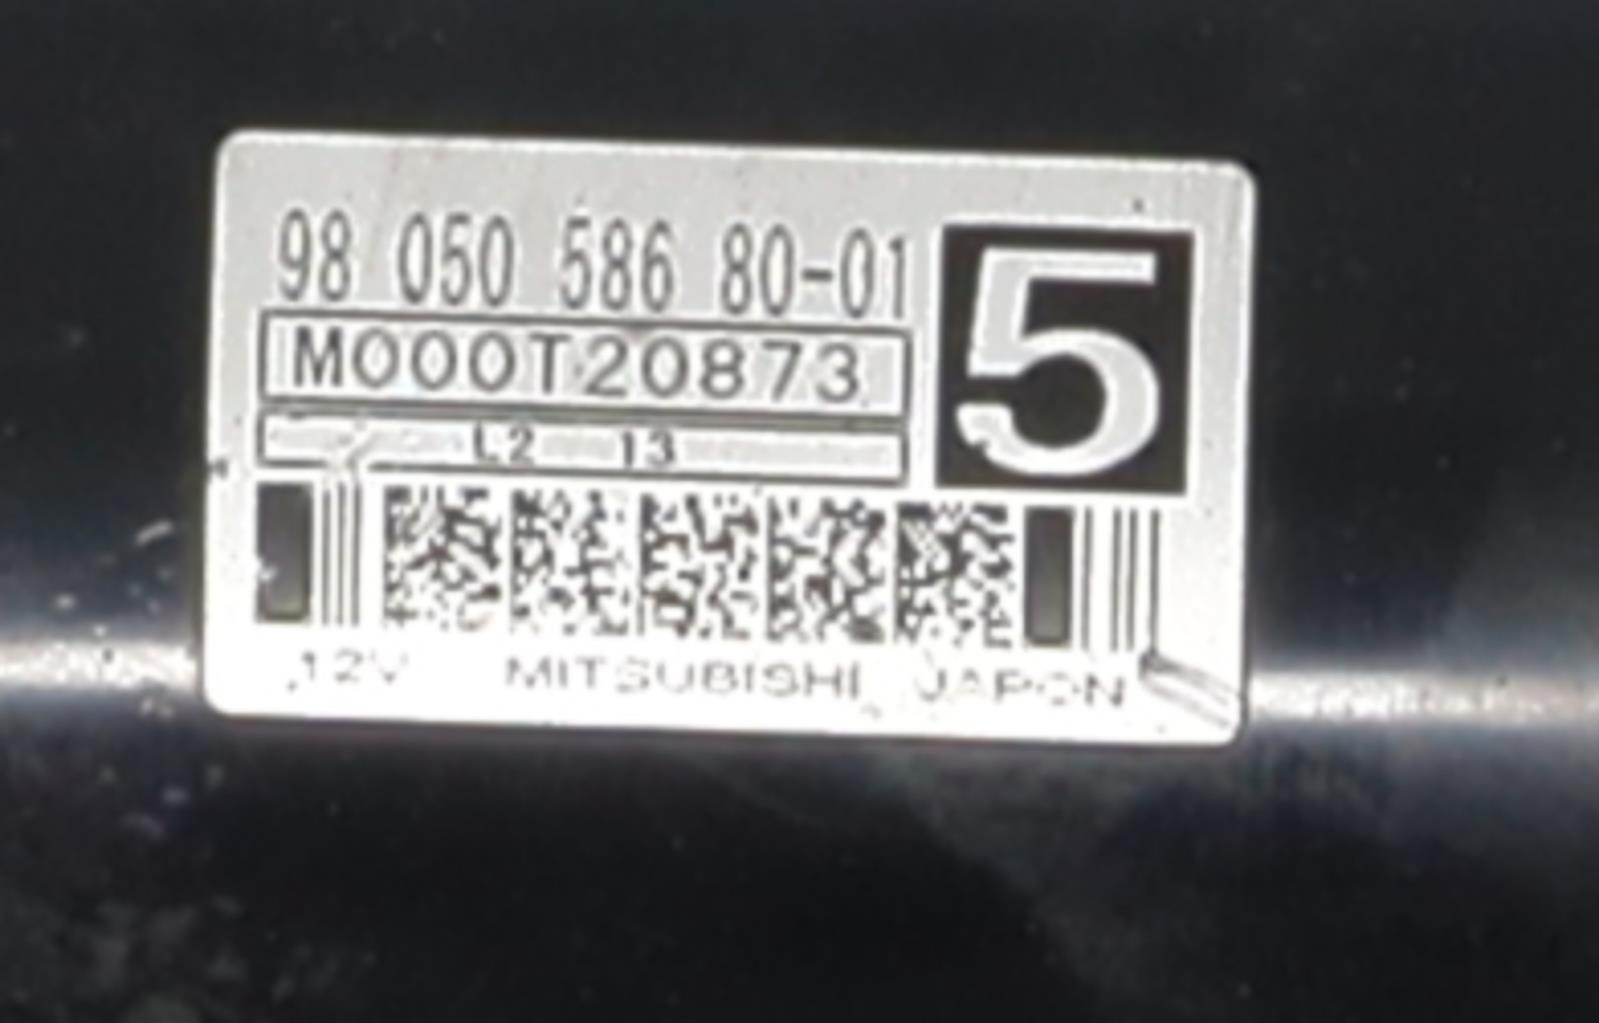 98 050 586 80-01
5
M000T20873
L2 13
12V MITSUBISHI JAPON